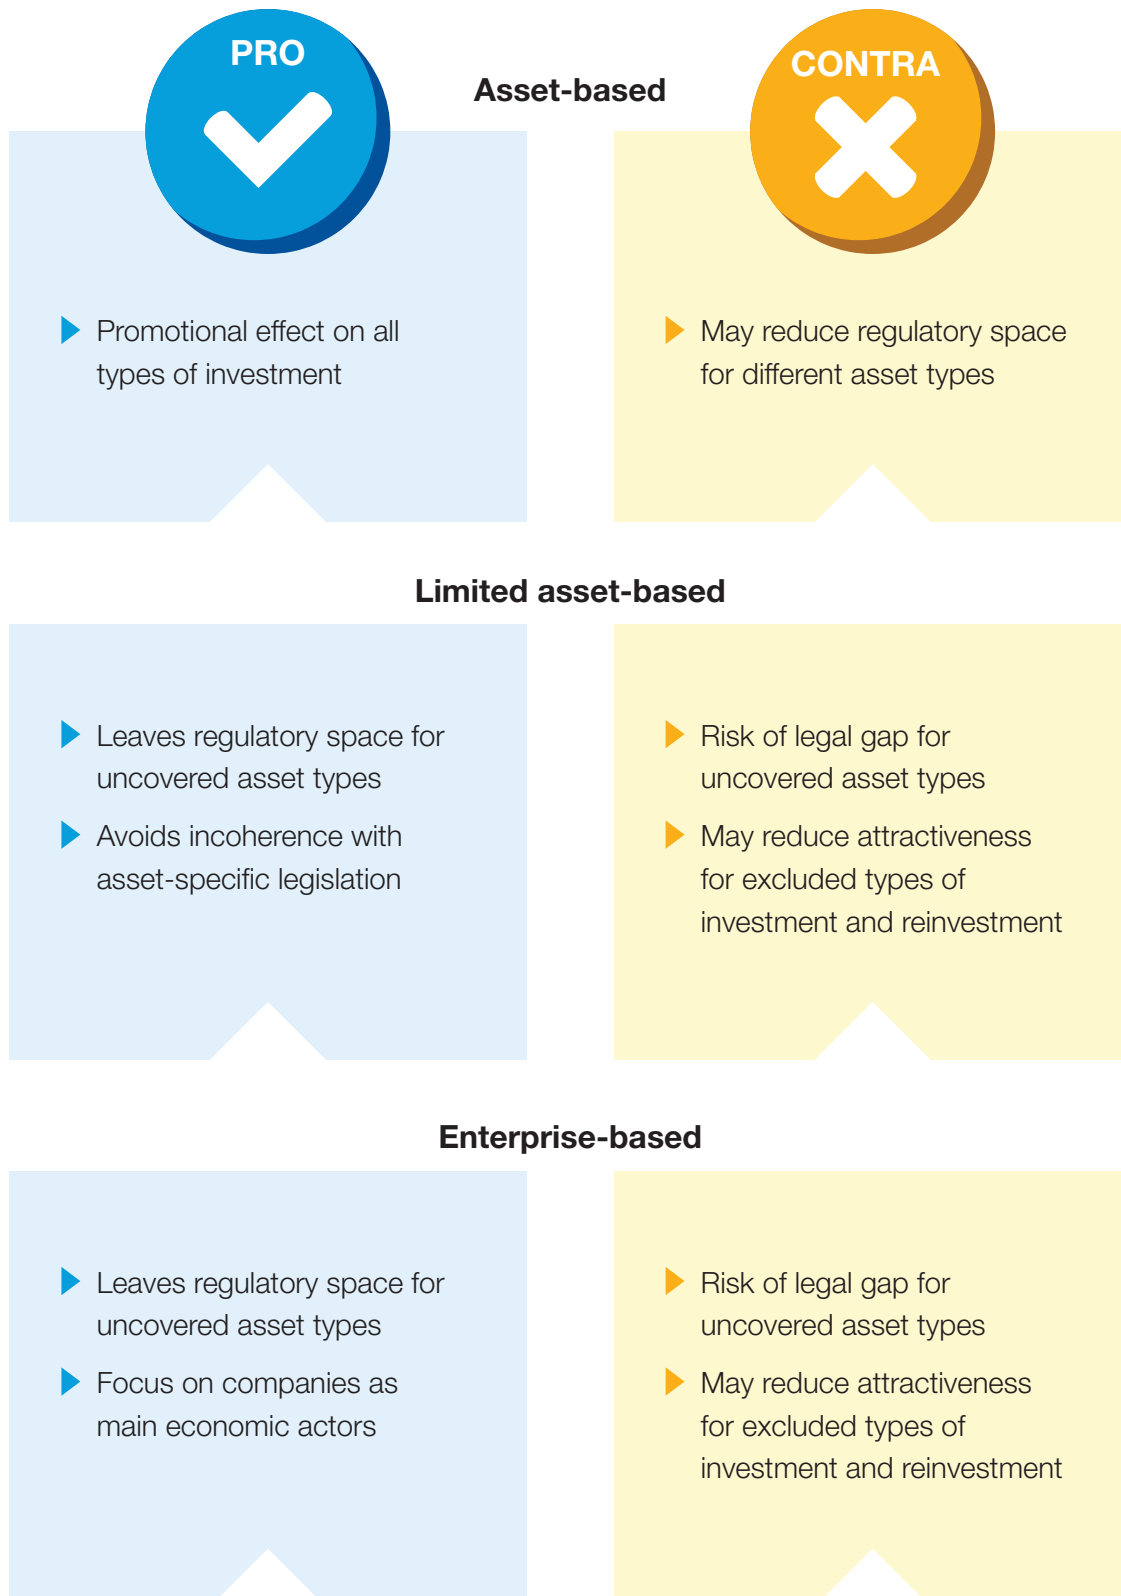 PRO
CONTRA
Asset-based
Promotional effect on all
types of investment
May reduce regulatory space
for different asset types
Limited asset-based
Leaves regulatory space for
uncovered asset types
Avoids incoherence with
asset-specific legislation
Risk of legal gap for
uncovered asset types
May reduce attractiveness
for excluded types of
investment and reinvestment
Enterprise-based
Leaves regulatory space for
uncovered asset types
Focus on companies as
main economic actors
Risk of legal gap for
uncovered asset types
May reduce attractiveness
for excluded types of
investment and reinvestment